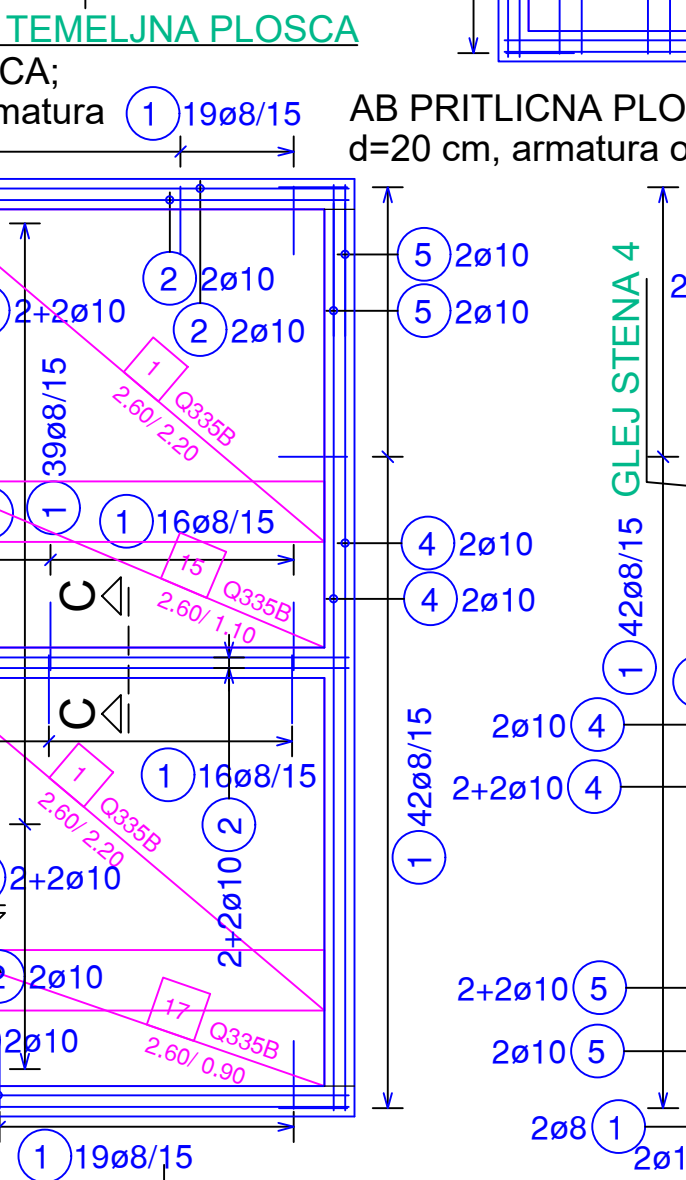 TEMELJNA PLOSCA
CA;
matura
1 19ø8/15
AB PRITLICNA PLO
d=20 cm, armatura o
2 2ø10
2 2ø10
5 2ø10
5 2ø10
2+2ø10
1 Q335B
2.60/2.20
1 39ø8/15
1 16ø8/15
15 Q335B
2.60/1.10
4 2ø10
4 2ø10
GLEJ STENA 4
2
1 42ø8/15
C
C
1 16ø8/15
1 Q335B
2.60/2.20
2+2ø10 2
1 42ø8/15
2ø10 4
2+2ø10 4
2+2ø10
2 2ø10
2ø10
17 Q335B
2.60/0.90
2+2ø10 5
2ø10 5
2ø8 1
2ø1
1 19ø8/15